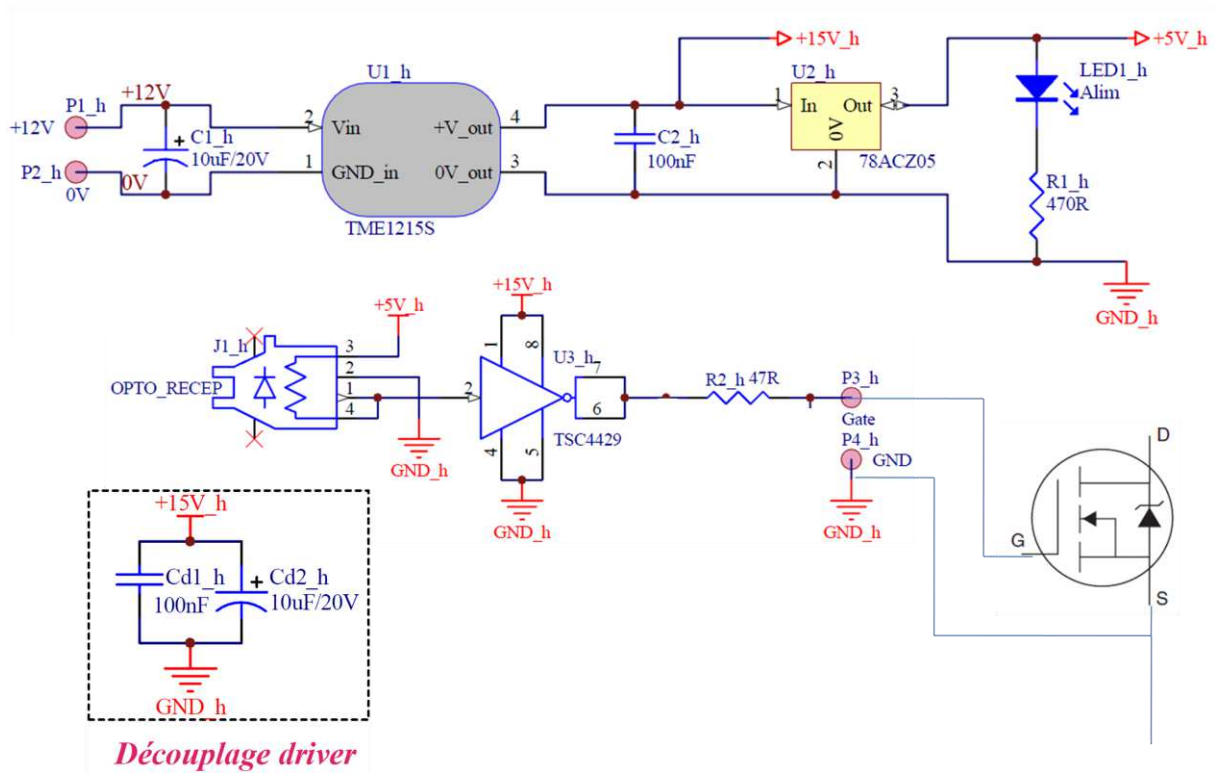 +15V_h
+5V_h
U1_h
U2_h
LED1_h
Alim
P1_h
+12V
+12V
2
Vin
+V_out
4
1
In
Out
3
0V
C1_h
+
10uF/20V
C2_h
100nF
2
78ACZ05
P2_h
0V
0V
1
GND_in
0V_out
3
R1_h
470R
TME1215S
GND_h
+5V_h
+15V_h
J1_h
3
1
8
U3_h
OPTO_RECEP
2
1
4
2
7
6
R2_h 47R
P3_h
Gate
TSC4429
4
5
P4_h
GND
D
GND_h
GND_h
GND_h
G
S
+15V_h
Cd1_h
100nF
+
Cd2_h
10uF/20V
GND_h
Découplage driver